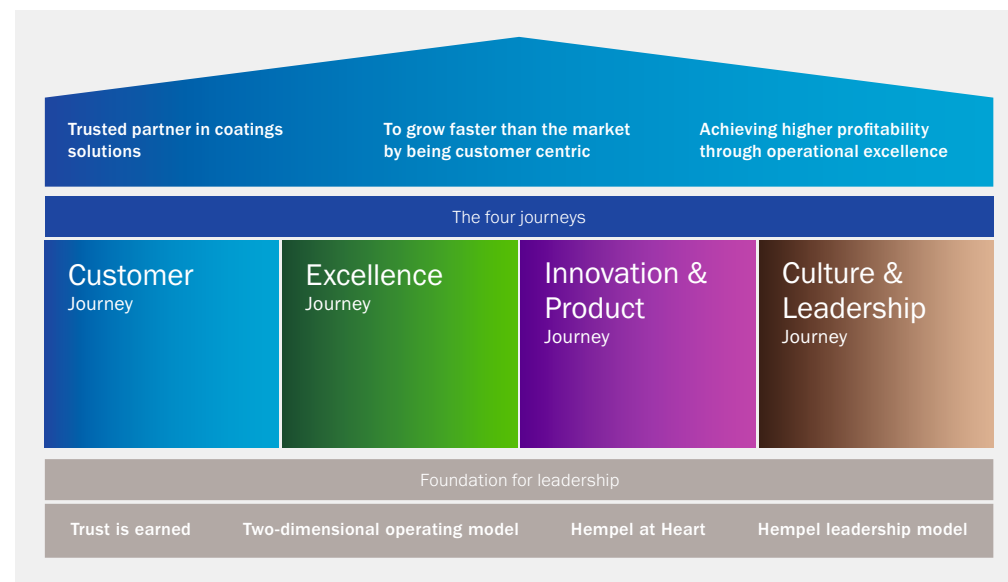 Trusted partner in coatings
solutions
To grow faster than the market
by being customer centric
Achieving higher profitability
through operational excellence
The four journeys
Customer
Journey
Excellence
Journey
Innovation &
Product
Journey
Culture &
Leadership
Journey
Foundation for leadership
Trust is earned
Two-dimensional operating model
Hempel at Heart
Hempel leadership model